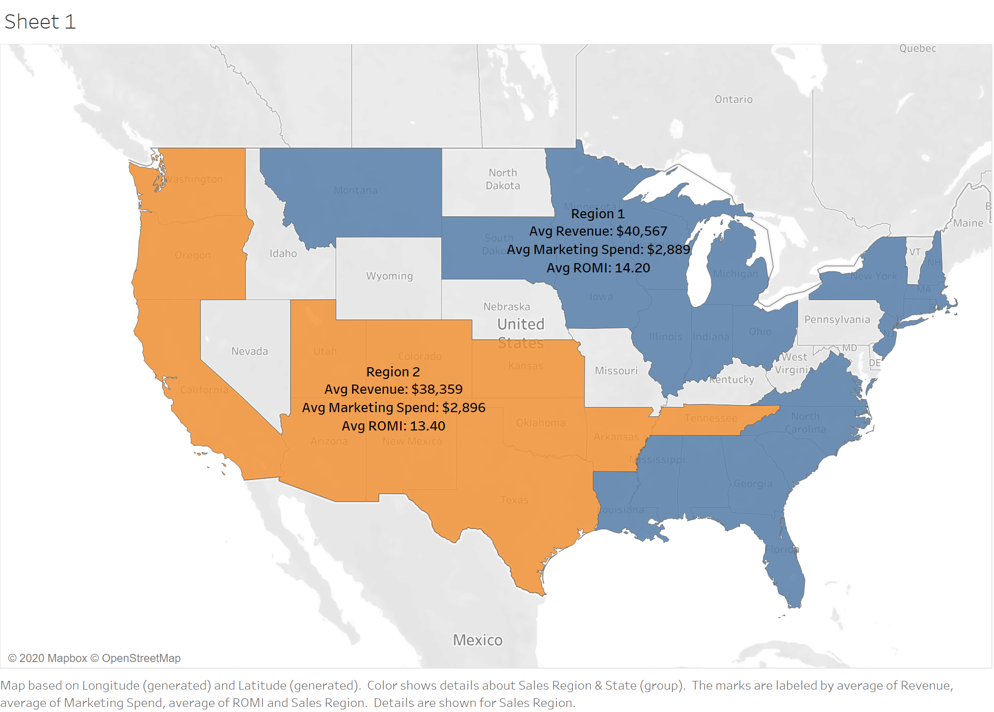 Sheet 1
Quebec
Ontario
Maine
Washington
Montana
North
Dakota
Minnesota
Region 1
Avg Revenue: $40,567
Avg Marketing Spend: $2,889
Avg ROMI: 14.20
South
Oregon
Idaho
Wyoming
Michigan
VT
NH
New York
MA
Iowa
Nebraska
United
States
Illinois
Indiana
Ohio
Pennsylvania
Nevada
Utah
Colorado
Kansas
Missouri
West
Virginia
MD
DE
Kentucky
California
Region 2
Avg Revenue: $38,359
Avg Marketing Spend: $2,896
Avg ROMI: 13.40
Arizona
New Mexico
Oklahoma
Arkansas
Tennessee
North
Carolina
Mississippi
Texas
Louisiana
Georgia
Florida
Mexico
© 2020 Mapbox © OpenStreetMap
Map based on Longitude (generated) and Latitude (generated). Color shows details about Sales Region & State (group). The marks are labeled by average of Revenue,
average of Marketing Spend, average of ROMI and Sales Region. Details are shown for Sales Region.